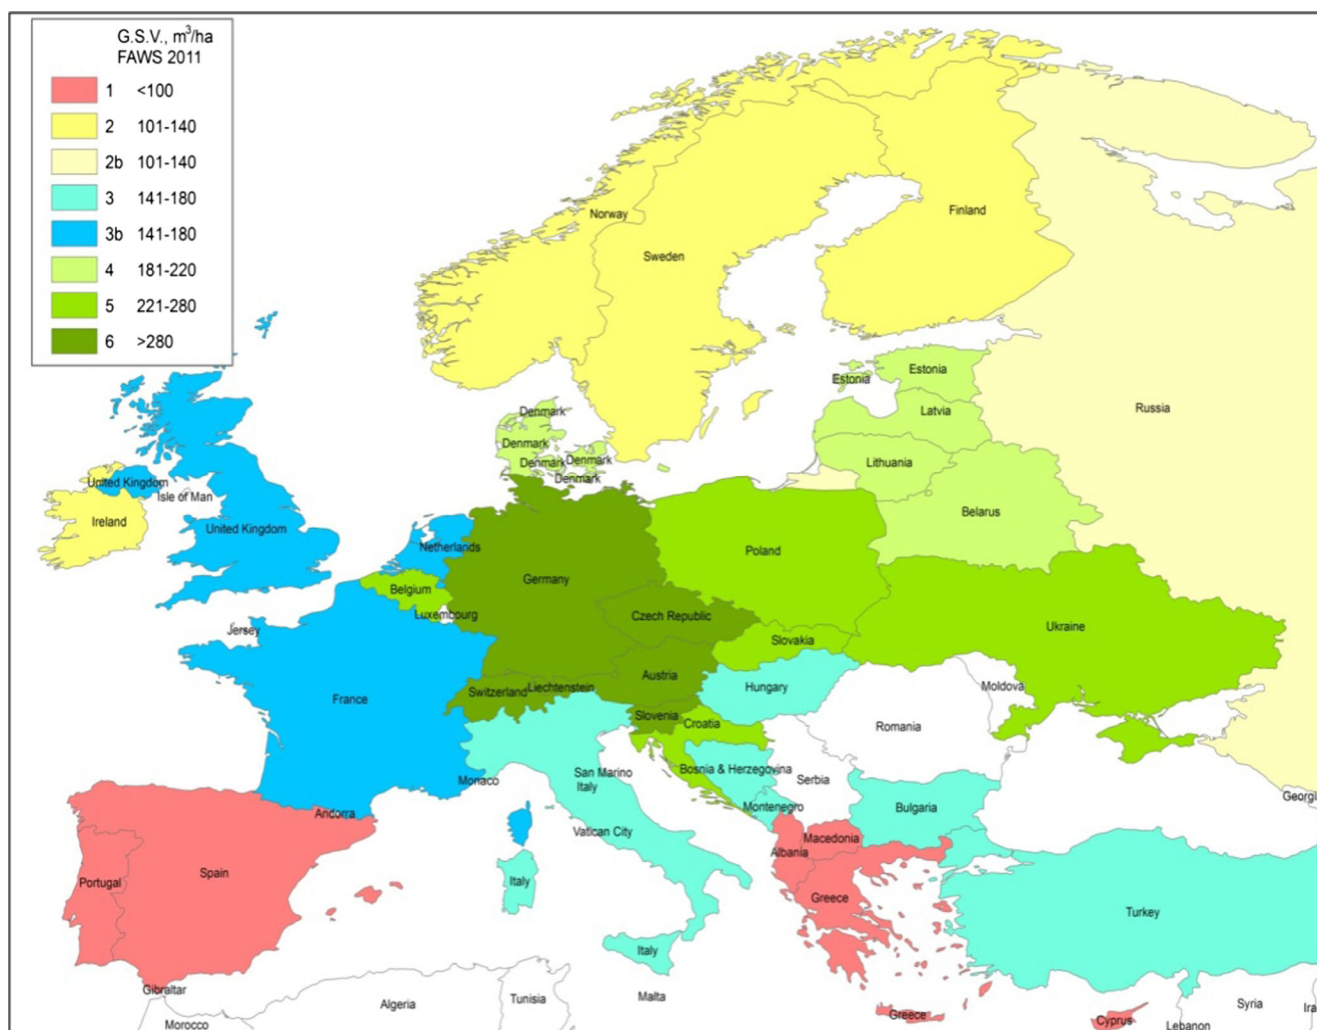 G.S.V., m³/ha
FAWS 2011
1 <100
2 101-140
2b 101-140
3 141-180
3b 141-180
4 181-220
5 221-280
6 >280
Norway
Finland
Sweden
Estonia
Estonia
Russia
Denmark
Latvia
Denmark
Denmark
Denmark
Denmark
Lithuania
United Kingdom
Isle of Man
Ireland
United Kingdom
Belarus
Netherlands
Poland
Germany
Belgium
Luxembourg
Czech Republic
Ukraine
Jersey
Slovakia
France
Switzerland
Liechtenstein
Austria
Hungary
Moldova
Slovenia
Croatia
Romania
Monaco
San Marino
Italy
Bosnia & Herzegovina
Serbia
Georgi
Andorra
Montenegro
Bulgaria
Vatican City
Macedonia
Albania
Portugal
Spain
Italy
Greece
Turkey
Italy
Gibraltar
Algeria
Tunisia
Malta
Syria
Ira
Morocco
Greece
Cyprus
Lebanon